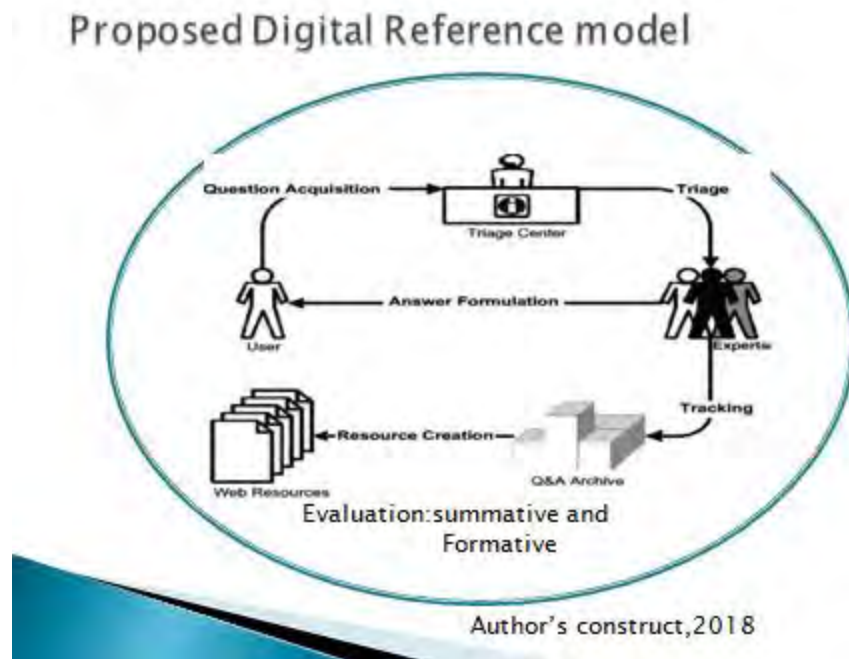 Proposed Digital Reference model
Question Acquisition
Triage
Triage Center
Answer Formulation
User
Experts
Tracking
Resource Creation
Web Resources
Q&A Archive
Evaluation:summative and
Formative
Author's construct,2018